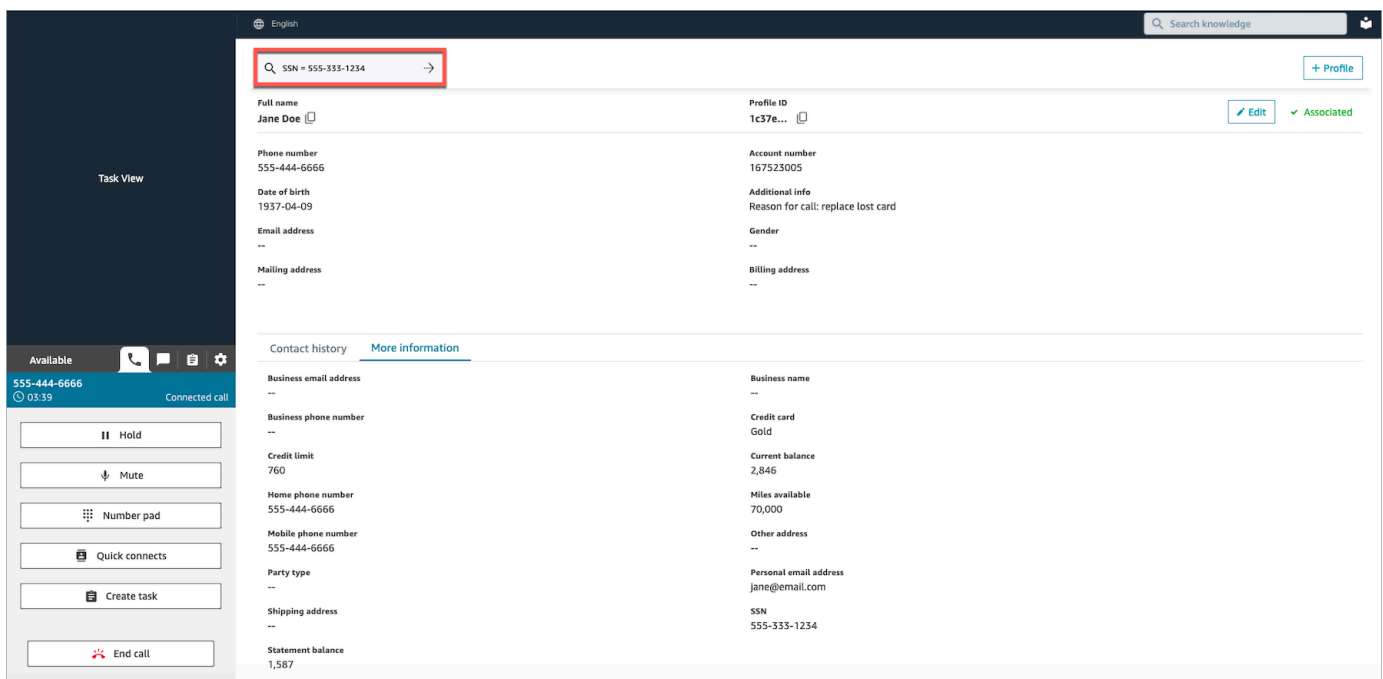 English
Search knowledge
SSN = 555-333-1234
+ Profile
Full name
Jane Doe
Profile ID
1c37e...
Edit
Associated
Phone number
555-444-6666
Account number
167523005
Date of birth
1937-04-09
Additional info
Reason for call: replace lost card
Email address
--
Gender
--
Mailing address
--
Billing address
--
Task View
Contact history
More information
Available
555-444-6666
03:39
Connected call
Hold
Mute
Number pad
Quick connects
Create task
End call
Business email address
--
Business name
--
Business phone number
--
Credit card
Gold
Credit limit
760
Current balance
2,846
Home phone number
555-444-6666
Miles available
70,000
Mobile phone number
555-444-6666
Other address
--
Party type
--
Personal email address
jane@email.com
Shipping address
--
SSN
555-333-1234
Statement balance
1,587